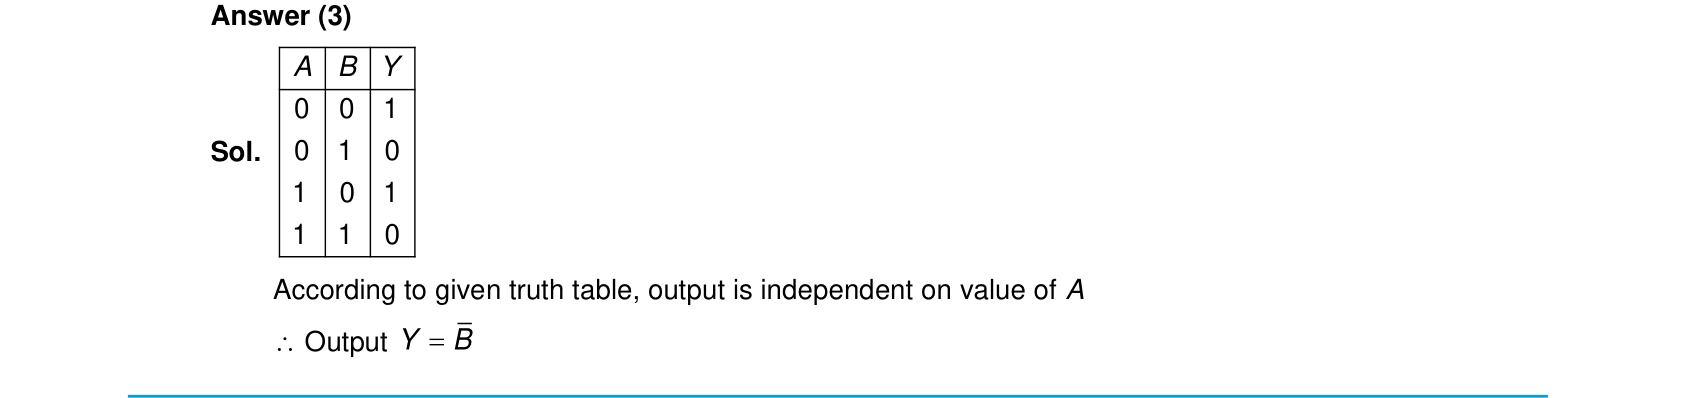 Answer (3)
A B Y
0 0 1
Sol. 0 1 0
1 0 1
1 1 0
According to given truth table, output is independent on value of A
∴ Output Y = B̅